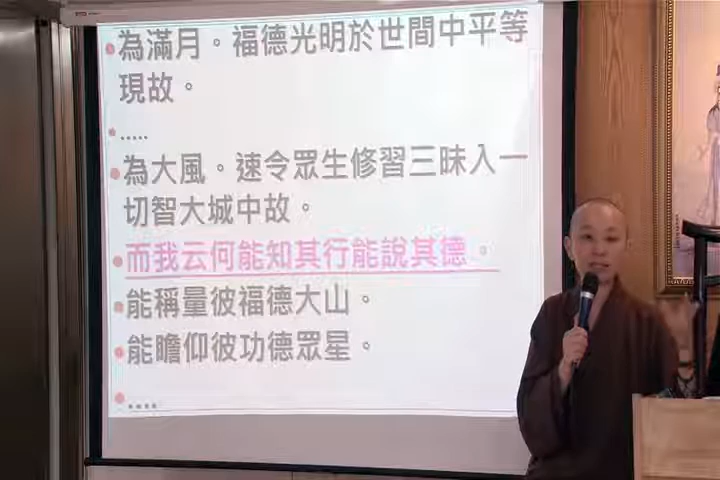 為滿月。福德光明於世間中平等
現故。
.....
為大風。速令眾生修習三昧入一
切智大城中故。
而我云何能知其行能說其德。
能稱量彼福德大山。
能瞻仰彼功德眾星。
....